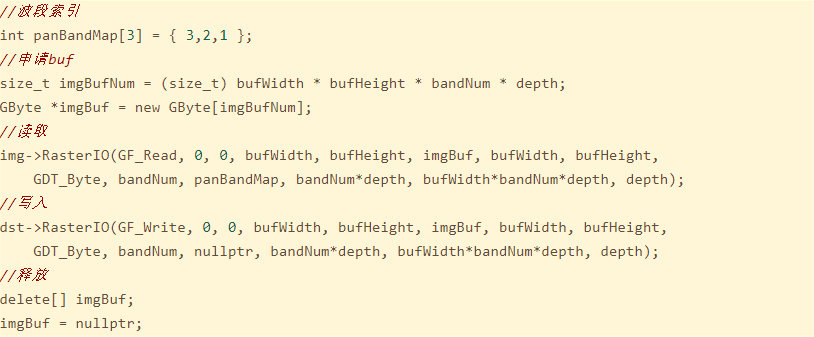 //波段索引
int panBandMap[3] = { 3,2,1 };
//申请buf
size_t imgBufNum = (size_t) bufWidth * bufHeight * bandNum * depth;
GByte *imgBuf = new GByte[imgBufNum];
//读取
img->RasterIO(GF_Read, 0, 0, bufWidth, bufHeight, imgBuf, bufWidth, bufHeight,
    GDT_Byte, bandNum, panBandMap, bandNum*depth, bufWidth*bandNum*depth, depth);
//写入
dst->RasterIO(GF_Write, 0, 0, bufWidth, bufHeight, imgBuf, bufWidth, bufHeight,
    GDT_Byte, bandNum, nullptr, bandNum*depth, bufWidth*bandNum*depth, depth);
//释放
delete[] imgBuf;
imgBuf = nullptr;